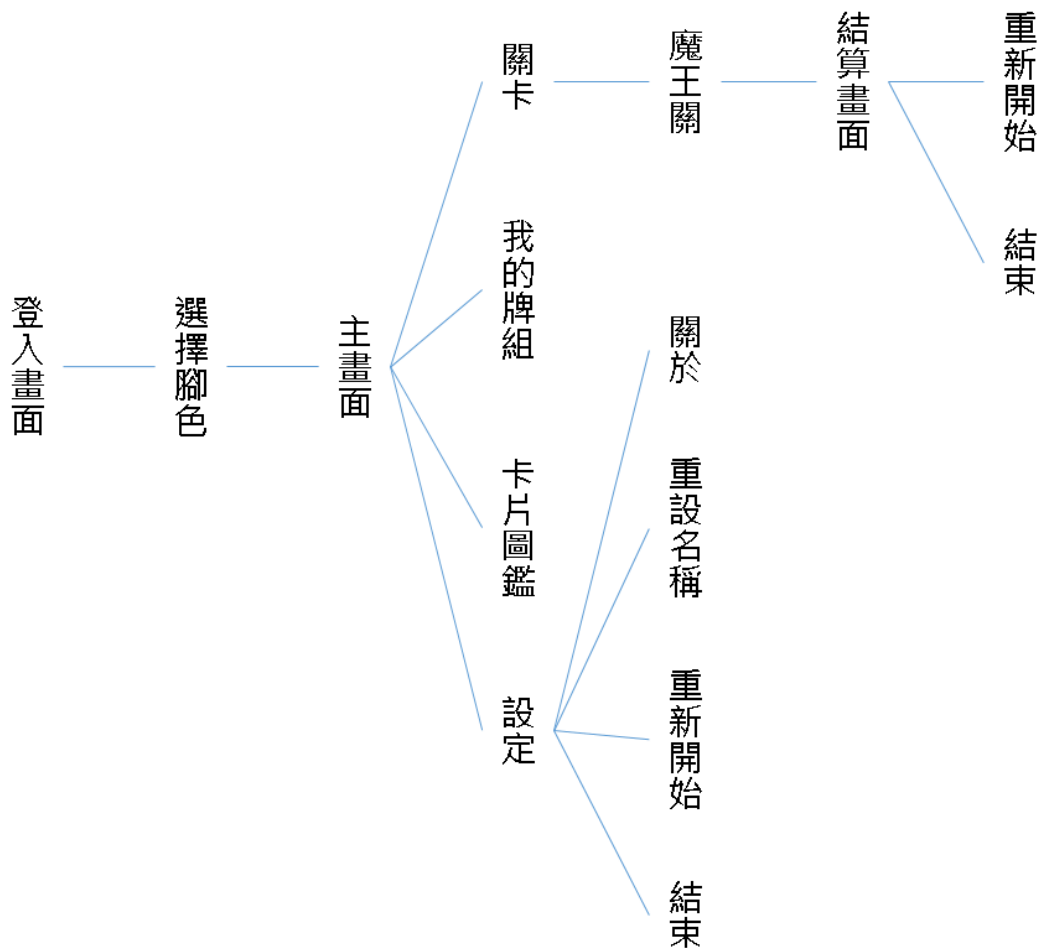 登入畫面
選擇腳色
主畫面
關卡
魔王關
結算畫面
重新開始
結束
我的牌組
卡片圖鑑
設定
關於
重設名稱
重新開始
結束